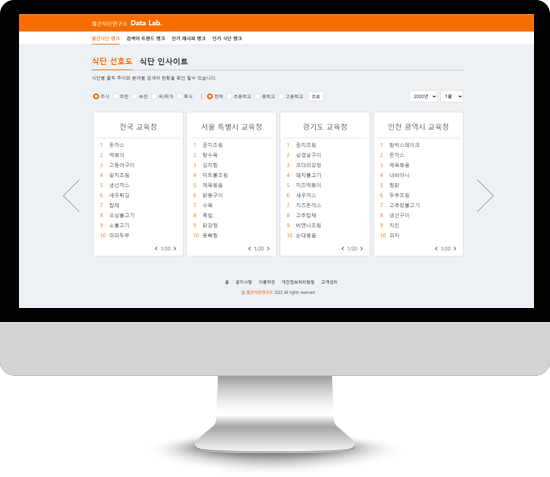 월간식단연구소 Data Lab.
월간식단 랭크 검색어 트렌드 랭크 인기 레시피 랭크 인기 식단 랭크
식단 선호도 식단 인사이트
식단별 클릭 추이와 분야별 검색어 현황을 확인 할수 있습니다.
주식 주찬 부찬 국/찌개 후식 | 전체 초등학교 중학교 고등학교 조회 2020년 1월
전국 교육청
1 돈까스
2 떡볶이
3 고등어구이
4 갈치조림
5 생선까스
6 새우튀김
7 잡채
8 오삼불고기
9 소불고기
10 마파두부
1/20
서울 특별시 교육청
1 꽁치조림
2 탕수육
3 김치찜
4 미트볼조림
5 제육볶음
6 닭봉구이
7 수육
8 폭립
9 닭강정
10 동뼈찜
1/20
경기도 교육청
1 꽁치조림
2 삼겹살구이
3 코다리강정
4 돼지불고기
5 치즈떡볶이
6 새우까스
7 치즈돈까스
8 고추잡채
9 비엔나조림
10 순대볶음
1/20
인천 광역시 교육청
1 함박스테이크
2 돈까스
3 제육볶음
4 너비아니
5 찜닭
6 두부조림
7 고추장불고기
8 생선구이
9 치킨
10 피자
1/20
홈 공지사항 이용약관 개인정보처리방침 고객센터
월간식단연구소 2022 All rights reserved.